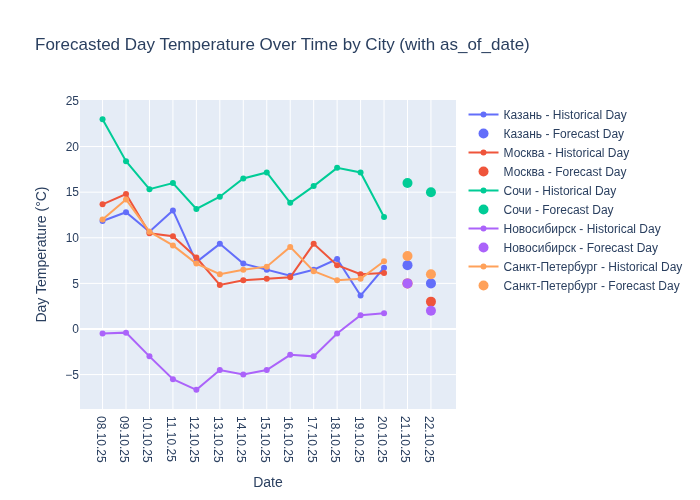 Forecasted Day Temperature Over Time by City (with as_of_date)
25
20
15
10
5
0
−5
Day Temperature (°C)
08.10.25
09.10.25
10.10.25
11.10.25
12.10.25
13.10.25
14.10.25
15.10.25
16.10.25
17.10.25
18.10.25
19.10.25
20.10.25
21.10.25
22.10.25
Date
Казань - Historical Day
Казань - Forecast Day
Москва - Historical Day
Москва - Forecast Day
Сочи - Historical Day
Сочи - Forecast Day
Новосибирск - Historical Day
Новосибирск - Forecast Day
Санкт-Петербург - Historical Day
Санкт-Петербург - Forecast Day